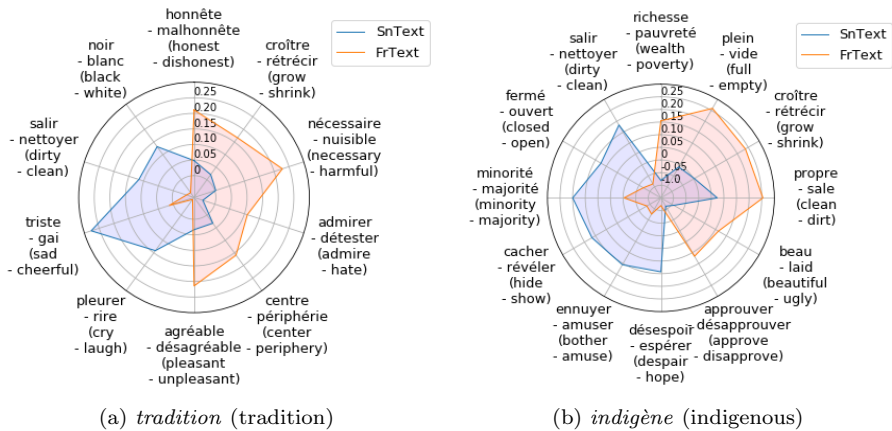 honnête
- malhonnête
(honest
- dishonest)
croître
- rétrécir
(grow
- shrink)
nécessaire
- nuisible
(necessary
- harmful)
admirer
- détester
(admire
- hate)
centre
- périphérie
(center
- periphery)
agréable
- désagréable
(pleasant
- unpleasant)
pleurer
- rire
(cry
- laugh)
triste
- gai
(sad
- cheerful)
salir
- nettoyer
(dirty
- clean)
noir
- blanc
(black
- white)
0.25
0.20
0.15
0.10
0.05
0
SnText
FrText
(a) tradition (tradition)
richesse
- pauvreté
(wealth
- poverty)
plein
- vide
(full
- empty)
croître
- rétrécir
(grow
- shrink)
propre
- sale
(clean
- dirt)
beau
- laid
(beautiful
- ugly)
approuver
- désapprouver
(approve
- disapprove)
désespoir
- espérer
(despair
- hope)
ennuyer
- amuser
(bother
- amuse)
cacher
- révéler
(hide
- show)
minorité
- majorité
(minority
- majority)
fermé
- ouvert
(closed
- open)
salir
- nettoyer
(dirty
- clean)
0.25
0.20
0.15
0.10
0.05
0
-0.05
-1.0
SnText
FrText
(b) indigène (indigenous)